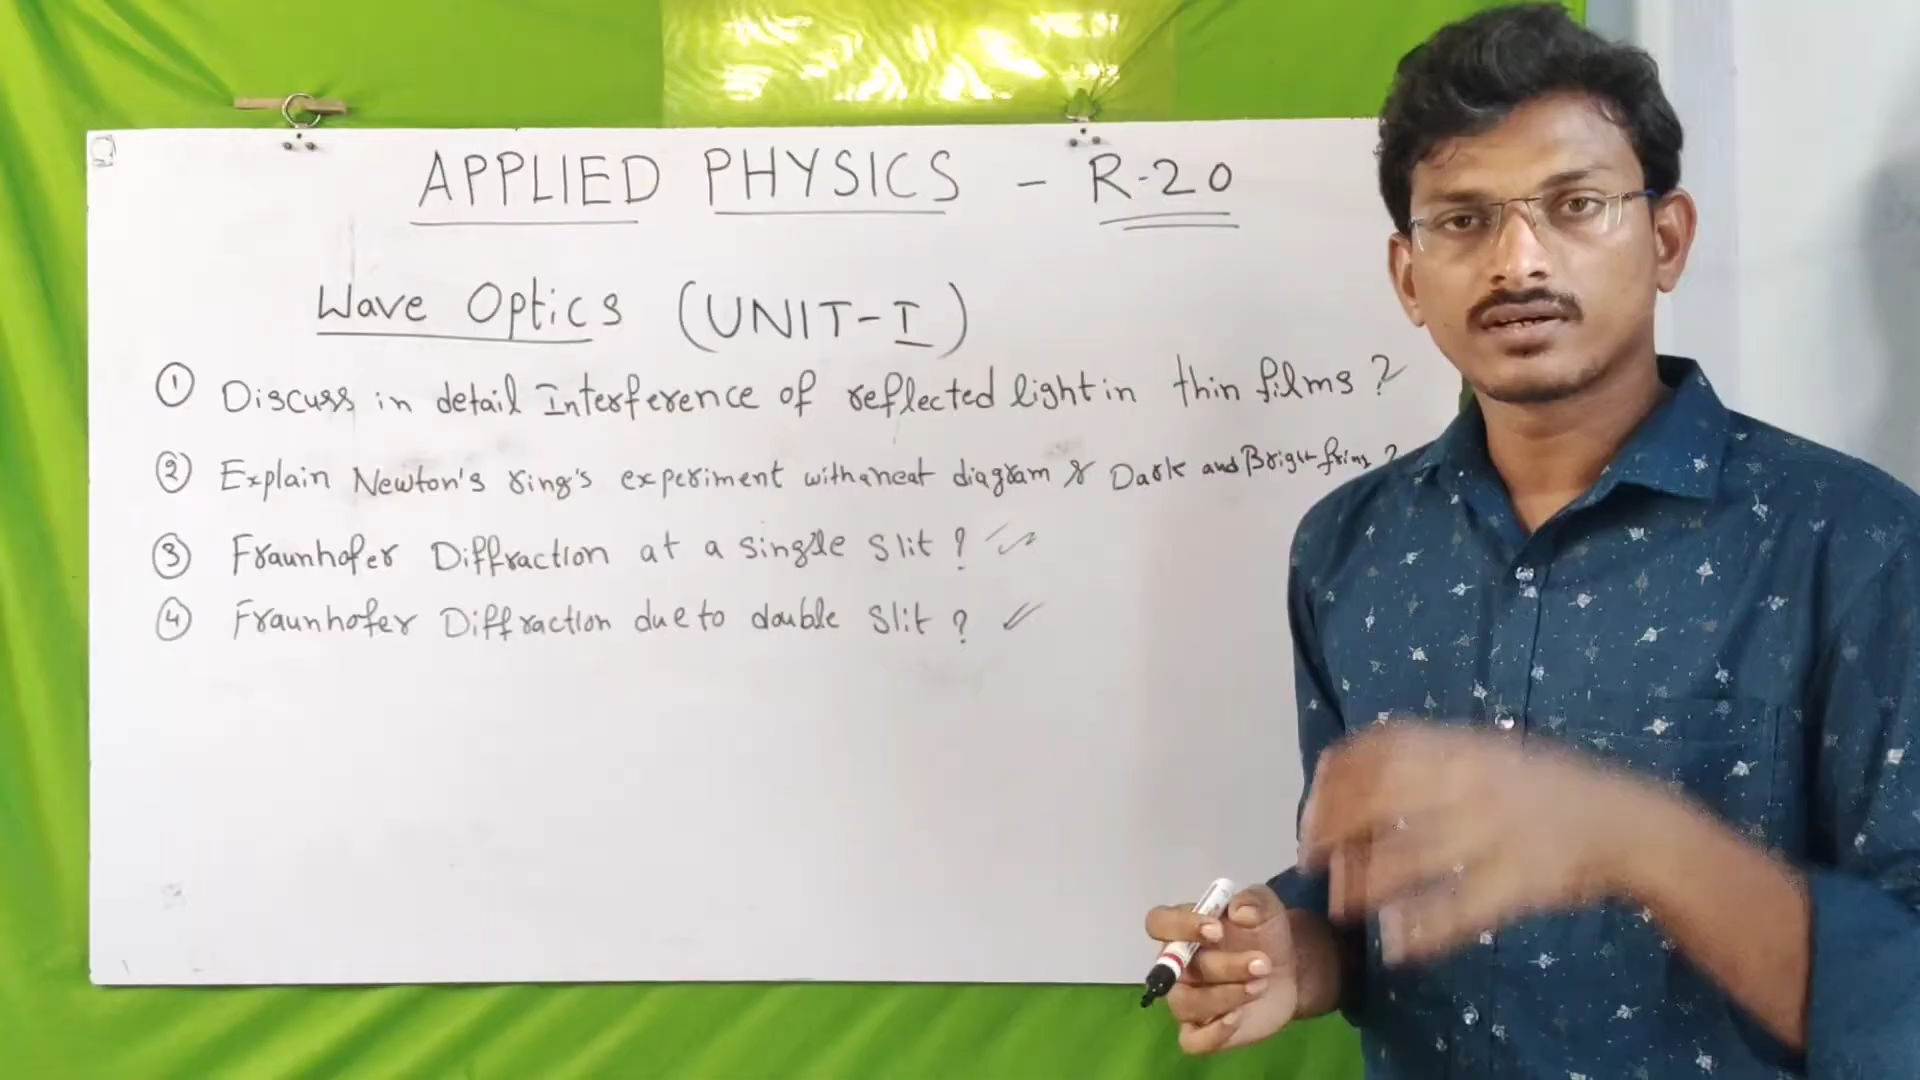 APPLIED PHYSICS - R-20
Wave Optics (UNIT-I)
① Discuss in detail Interference of reflected light in thin films ?
② Explain Newton's ring's experiment with a neat diagram & Dark and Bright frins ?
③ Fraunhofer Diffraction at a single slit ?
④ Fraunhofer Diffraction due to double slit ?